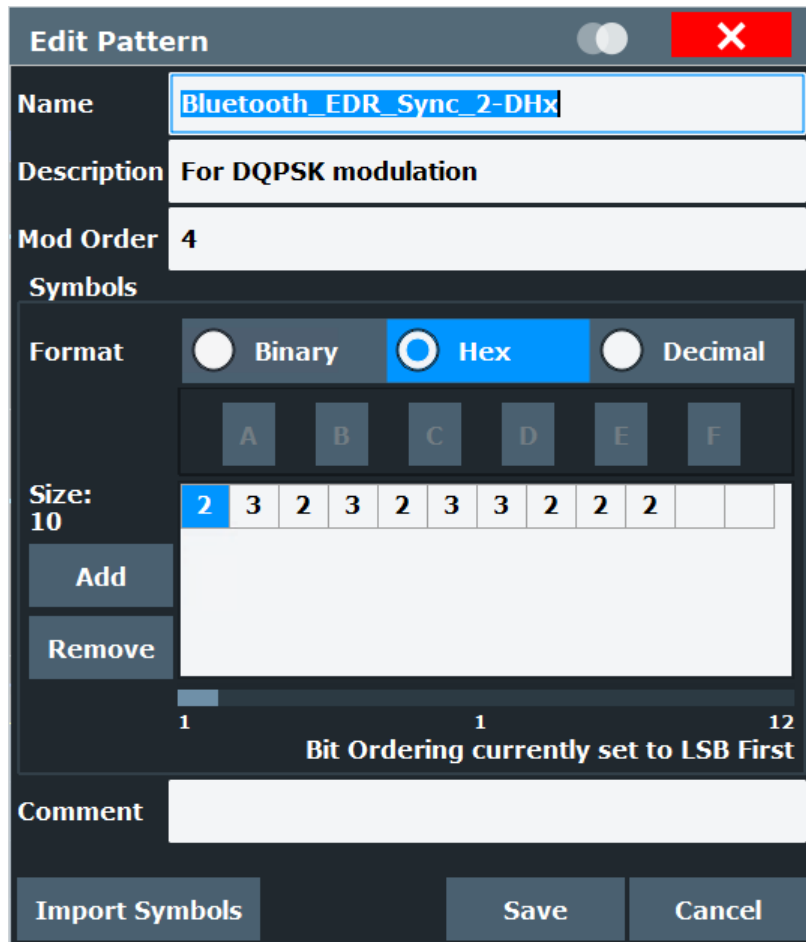 Edit Pattern
Name Bluetooth_EDR_Sync_2-DHx
Description For DQPSK modulation
Mod Order 4
Symbols
Format Binary Hex Decimal
A B C D E F
Size:
10
2 3 2 3 2 3 3 2 2 2
Add
Remove
1 1 12
Bit Ordering currently set to LSB First
Comment
Import Symbols Save Cancel